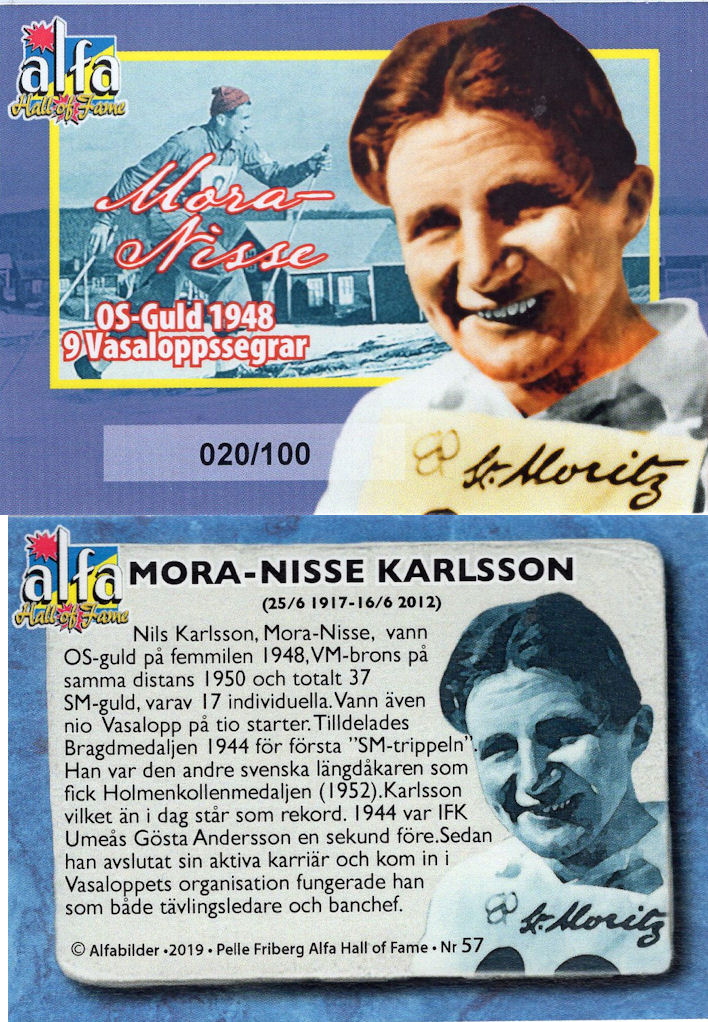 alfa
Hall of Fame
Mora-
Nisse
OS-Guld 1948
9 Vasaloppssegrar
020/100
St. Moritz
alfa
Hall of Fame
MORA-NISSE KARLSSON
(25/6 1917-16/6 2012)
Nils Karlsson, Mora-Nisse, vann
OS-guld på femmilen 1948,VM-brons på
samma distans 1950 och totalt 37
SM-guld, varav 17 individuella.Vann även
nio Vasalopp på tio starter.Tilldelades
Bragdmedaljen 1944 för första ”SM-trippeln”.
Han var den andre svenska längdåkaren som
fick Holmenkollenmedaljen (1952).Karlsson
vilket än i dag står som rekord. 1944 var IFK
Umeås Gösta Andersson en sekund före.Sedan
han avslutat sin aktiva karriär och kom in i
Vasaloppets organisation fungerade han
som både tävlingsledare och banchef.
St. Moritz
© Alfabilder •2019 • Pelle Friberg Alfa Hall of Fame • Nr 57